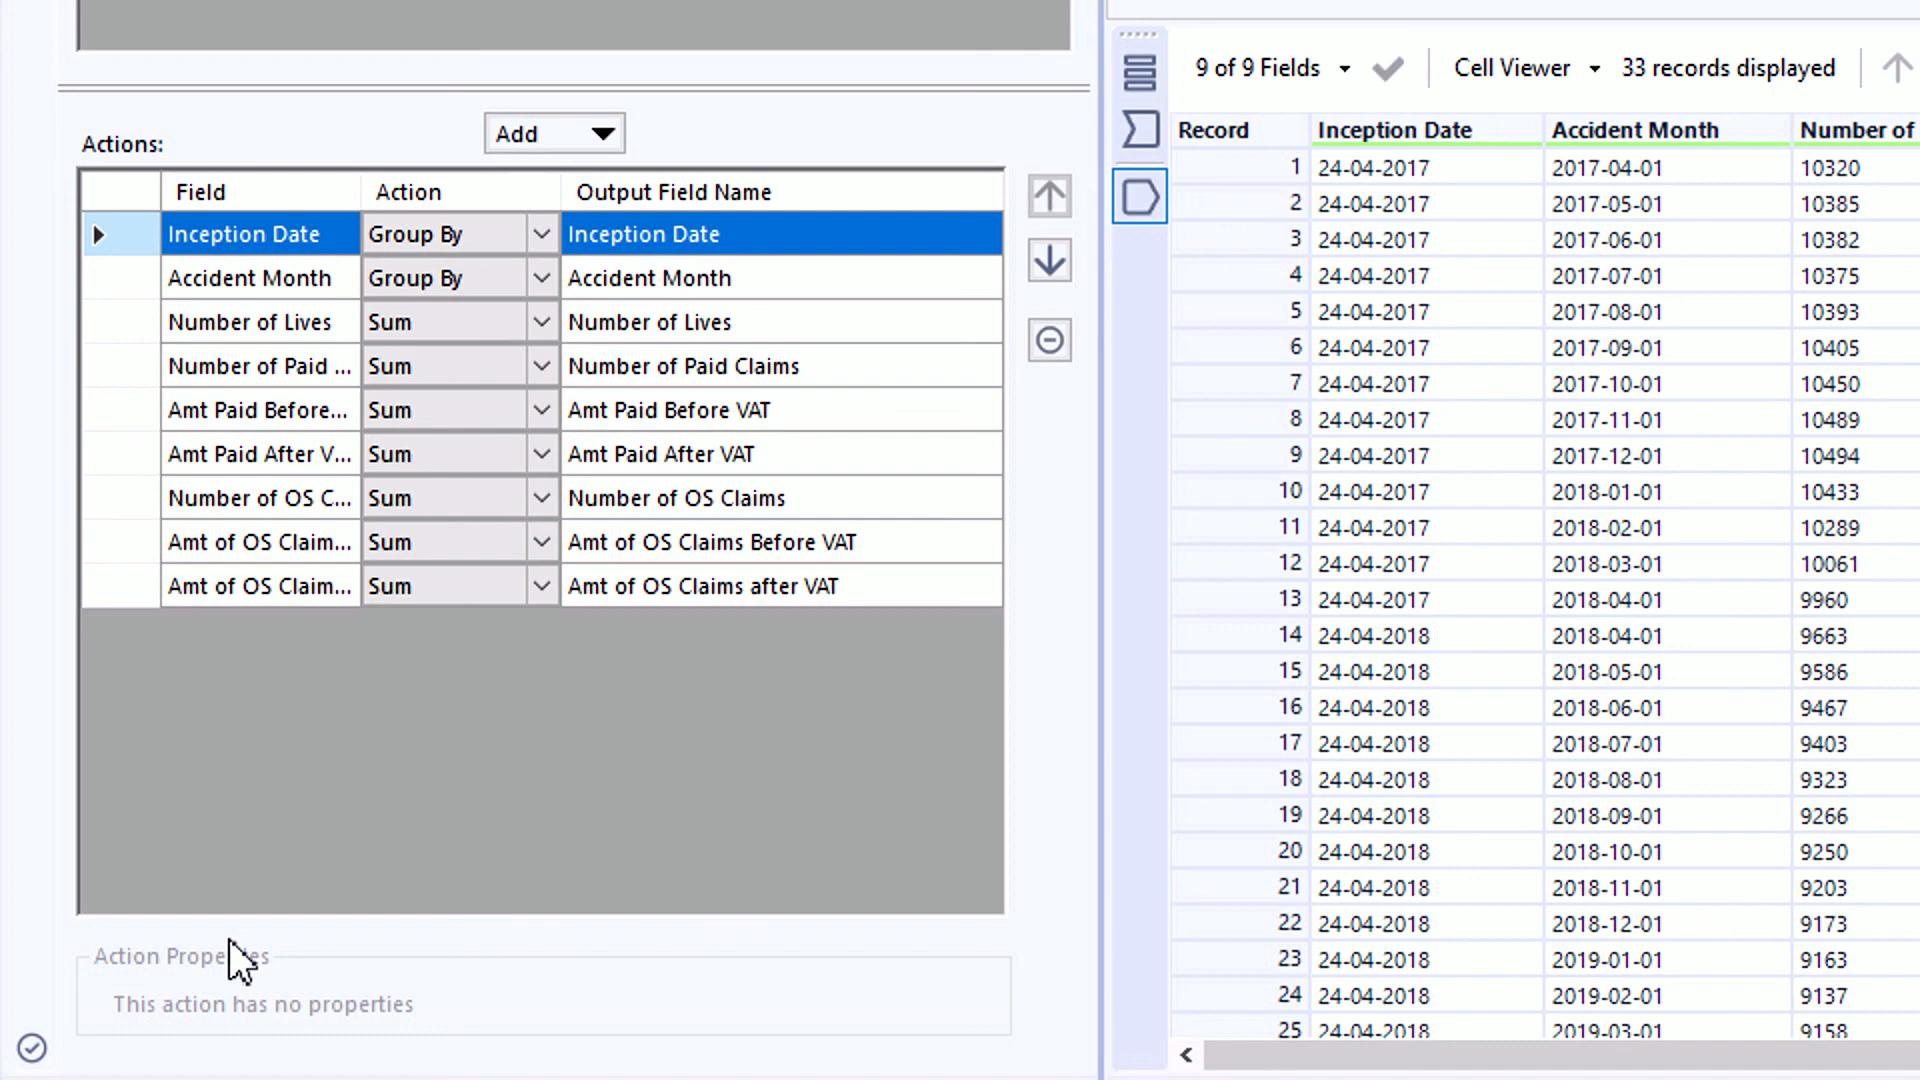 9 of 9 Fields Cell Viewer 33 records displayed
Actions: Add
Field Action Output Field Name
Inception Date Group By Inception Date
Accident Month Group By Accident Month
Number of Lives Sum Number of Lives
Number of Paid ... Sum Number of Paid Claims
Amt Paid Before... Sum Amt Paid Before VAT
Amt Paid After V... Sum Amt Paid After VAT
Number of OS C... Sum Number of OS Claims
Amt of OS Claim... Sum Amt of OS Claims Before VAT
Amt of OS Claim... Sum Amt of OS Claims after VAT
Action Properties
This action has no properties
Record Inception Date Accident Month Number of
1 24-04-2017 2017-04-01 10320
2 24-04-2017 2017-05-01 10385
3 24-04-2017 2017-06-01 10382
4 24-04-2017 2017-07-01 10375
5 24-04-2017 2017-08-01 10393
6 24-04-2017 2017-09-01 10405
7 24-04-2017 2017-10-01 10450
8 24-04-2017 2017-11-01 10489
9 24-04-2017 2017-12-01 10494
10 24-04-2017 2018-01-01 10433
11 24-04-2017 2018-02-01 10289
12 24-04-2017 2018-03-01 10061
13 24-04-2017 2018-04-01 9960
14 24-04-2018 2018-04-01 9663
15 24-04-2018 2018-05-01 9586
16 24-04-2018 2018-06-01 9467
17 24-04-2018 2018-07-01 9403
18 24-04-2018 2018-08-01 9323
19 24-04-2018 2018-09-01 9266
20 24-04-2018 2018-10-01 9250
21 24-04-2018 2018-11-01 9203
22 24-04-2018 2018-12-01 9173
23 24-04-2018 2019-01-01 9163
24 24-04-2018 2019-02-01 9137
25 24-04-2018 2019-03-01 9158